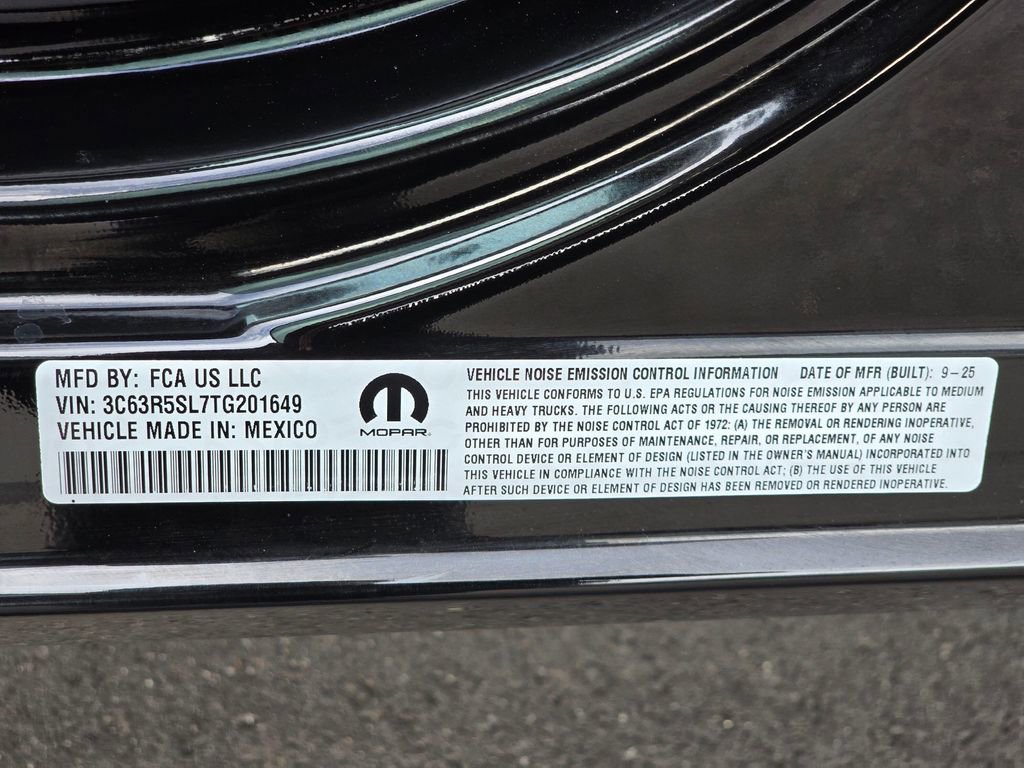 MFD BY: FCA US LLC
VIN: 3C63R5SL7TG201649
VEHICLE MADE IN: MEXICO
MOPAR
VEHICLE NOISE EMISSION CONTROL INFORMATION DATE OF MFR (BUILT): 9-25
THIS VEHICLE CONFORMS TO U.S. EPA REGULATIONS FOR NOISE EMISSION APPLICABLE TO MEDIUM
AND HEAVY TRUCKS. THE FOLLOWING ACTS OR THE CAUSING THEREOF BY ANY PERSON ARE
PROHIBITED BY THE NOISE CONTROL ACT OF 1972: (A) THE REMOVAL OR RENDERING INOPERATIVE,
OTHER THAN FOR PURPOSES OF MAINTENANCE, REPAIR, OR REPLACEMENT, OF ANY NOISE
CONTROL DEVICE OR ELEMENT OF DESIGN (LISTED IN THE OWNER'S MANUAL) INCORPORATED INTO
THIS VEHICLE IN COMPLIANCE WITH THE NOISE CONTROL ACT; (B) THE USE OF THIS VEHICLE
AFTER SUCH DEVICE OR ELEMENT OF DESIGN HAS BEEN REMOVED OR RENDERED INOPERATIVE.